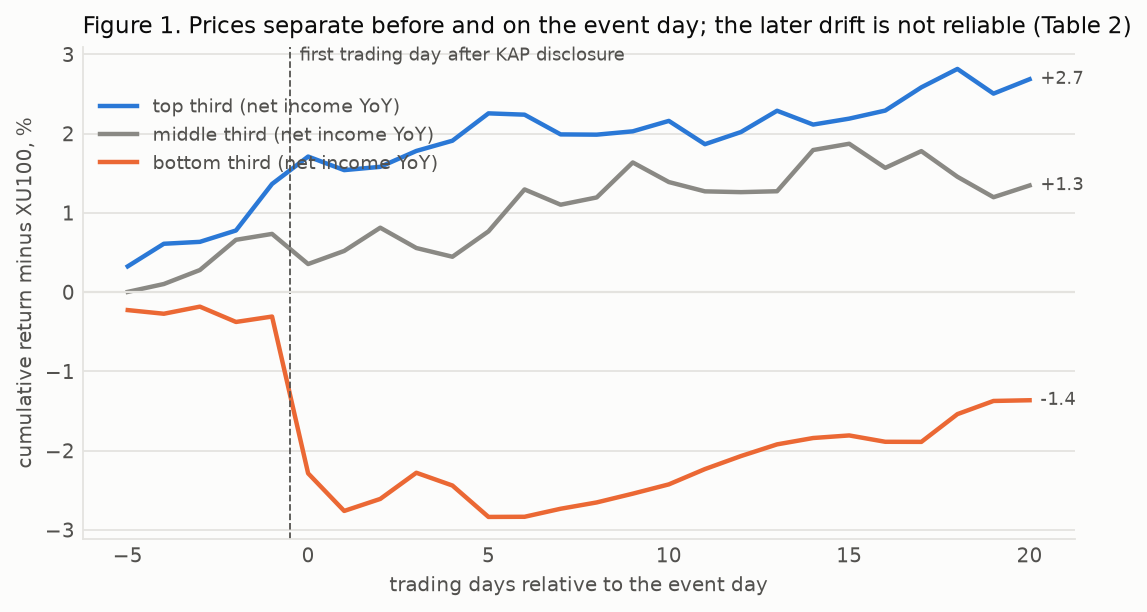 Figure 1. Prices separate before and on the event day; the later drift is not reliable (Table 2)
first trading day after KAP disclosure
top third (net income YoY)
middle third (net income YoY)
bottom third (net income YoY)
cumulative return minus XU100, %
3
2
1
0
−1
−2
−3
+2.7
+1.3
-1.4
−5
0
5
10
15
20
trading days relative to the event day